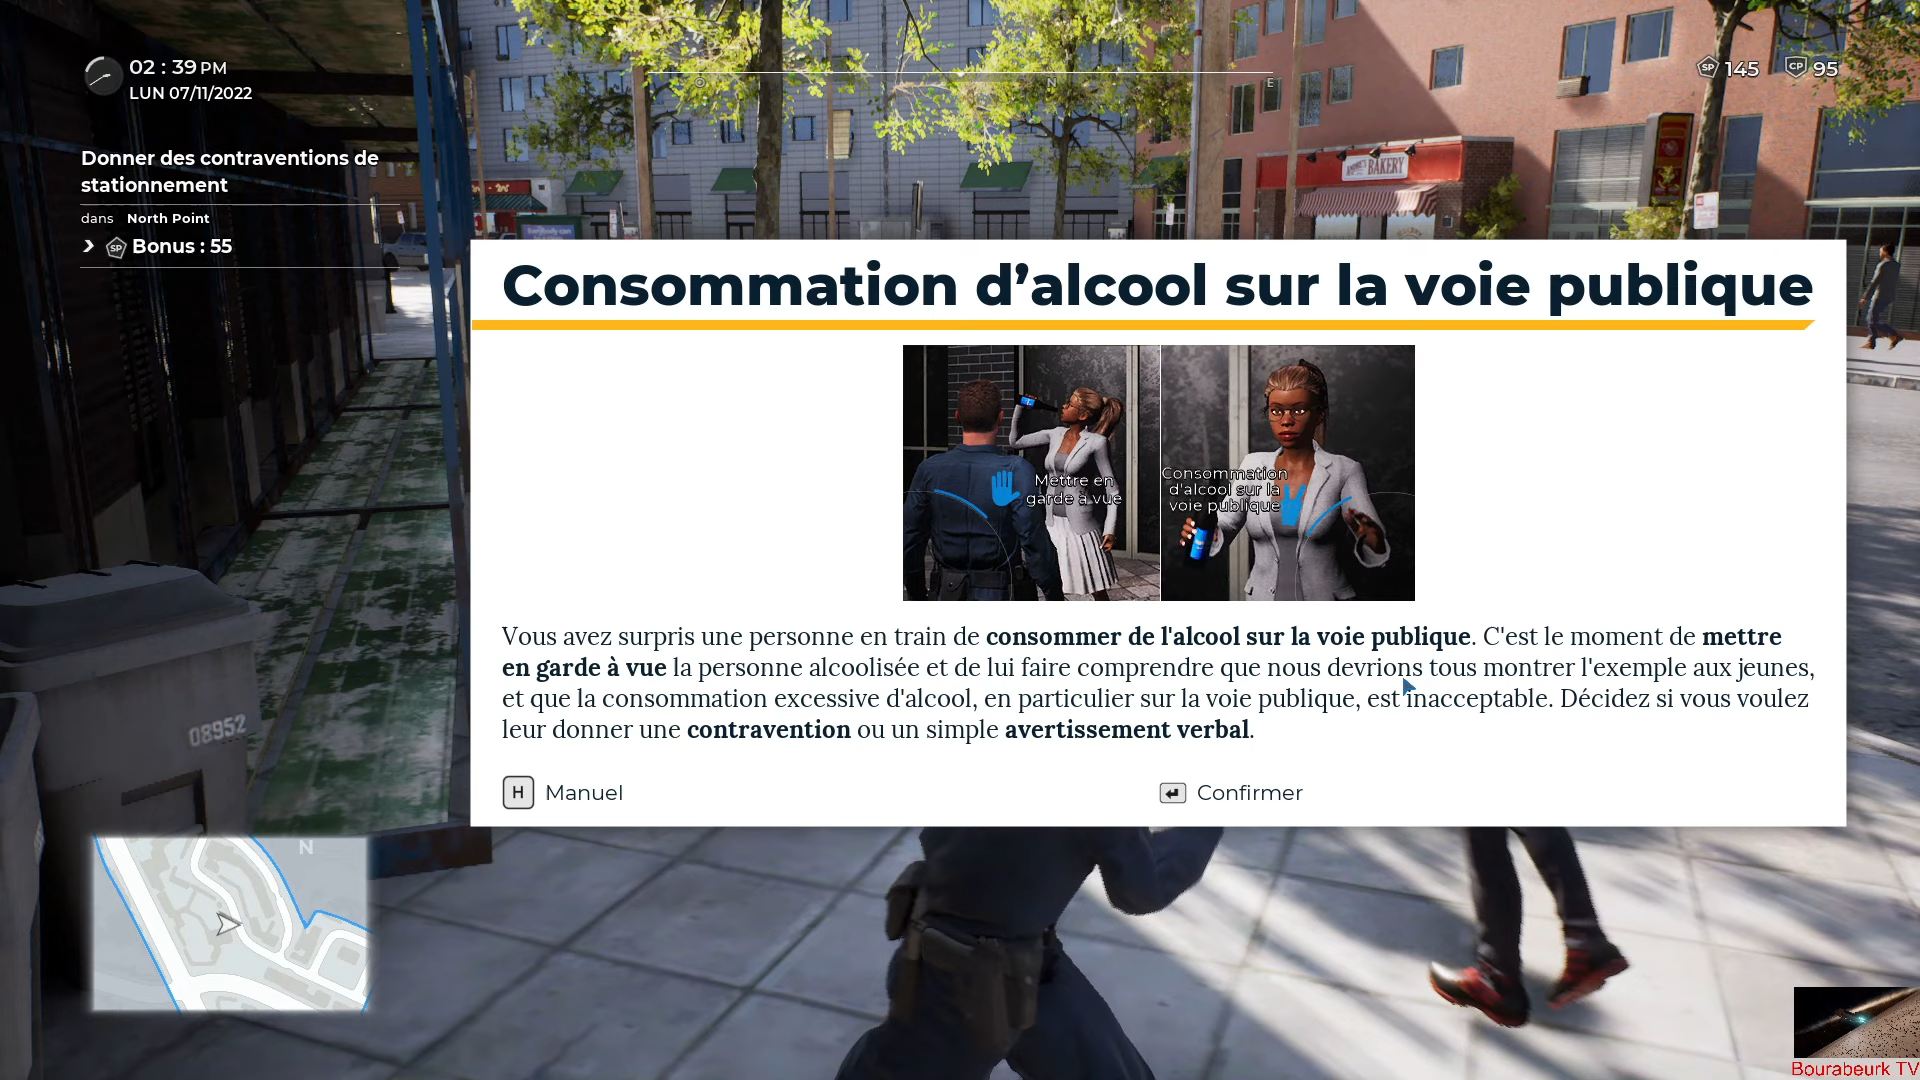 02 : 39 PM
LUN 07/11/2022
O
N
E
SP 145
CP 95
Donner des contraventions de
stationnement
dans North Point
SP Bonus : 55
BAKERY
Consommation d’alcool sur la voie publique
Mettre en
garde à vue
Consommation
d'alcool sur la
voie publique
Vous avez surpris une personne en train de consommer de l'alcool sur la voie publique. C'est le moment de mettre
en garde à vue la personne alcoolisée et de lui faire comprendre que nous devrions tous montrer l'exemple aux jeunes,
et que la consommation excessive d'alcool, en particulier sur la voie publique, est inacceptable. Décidez si vous voulez
leur donner une contravention ou un simple avertissement verbal.
H Manuel
Confirmer
08952
N
Bourabeurk TV